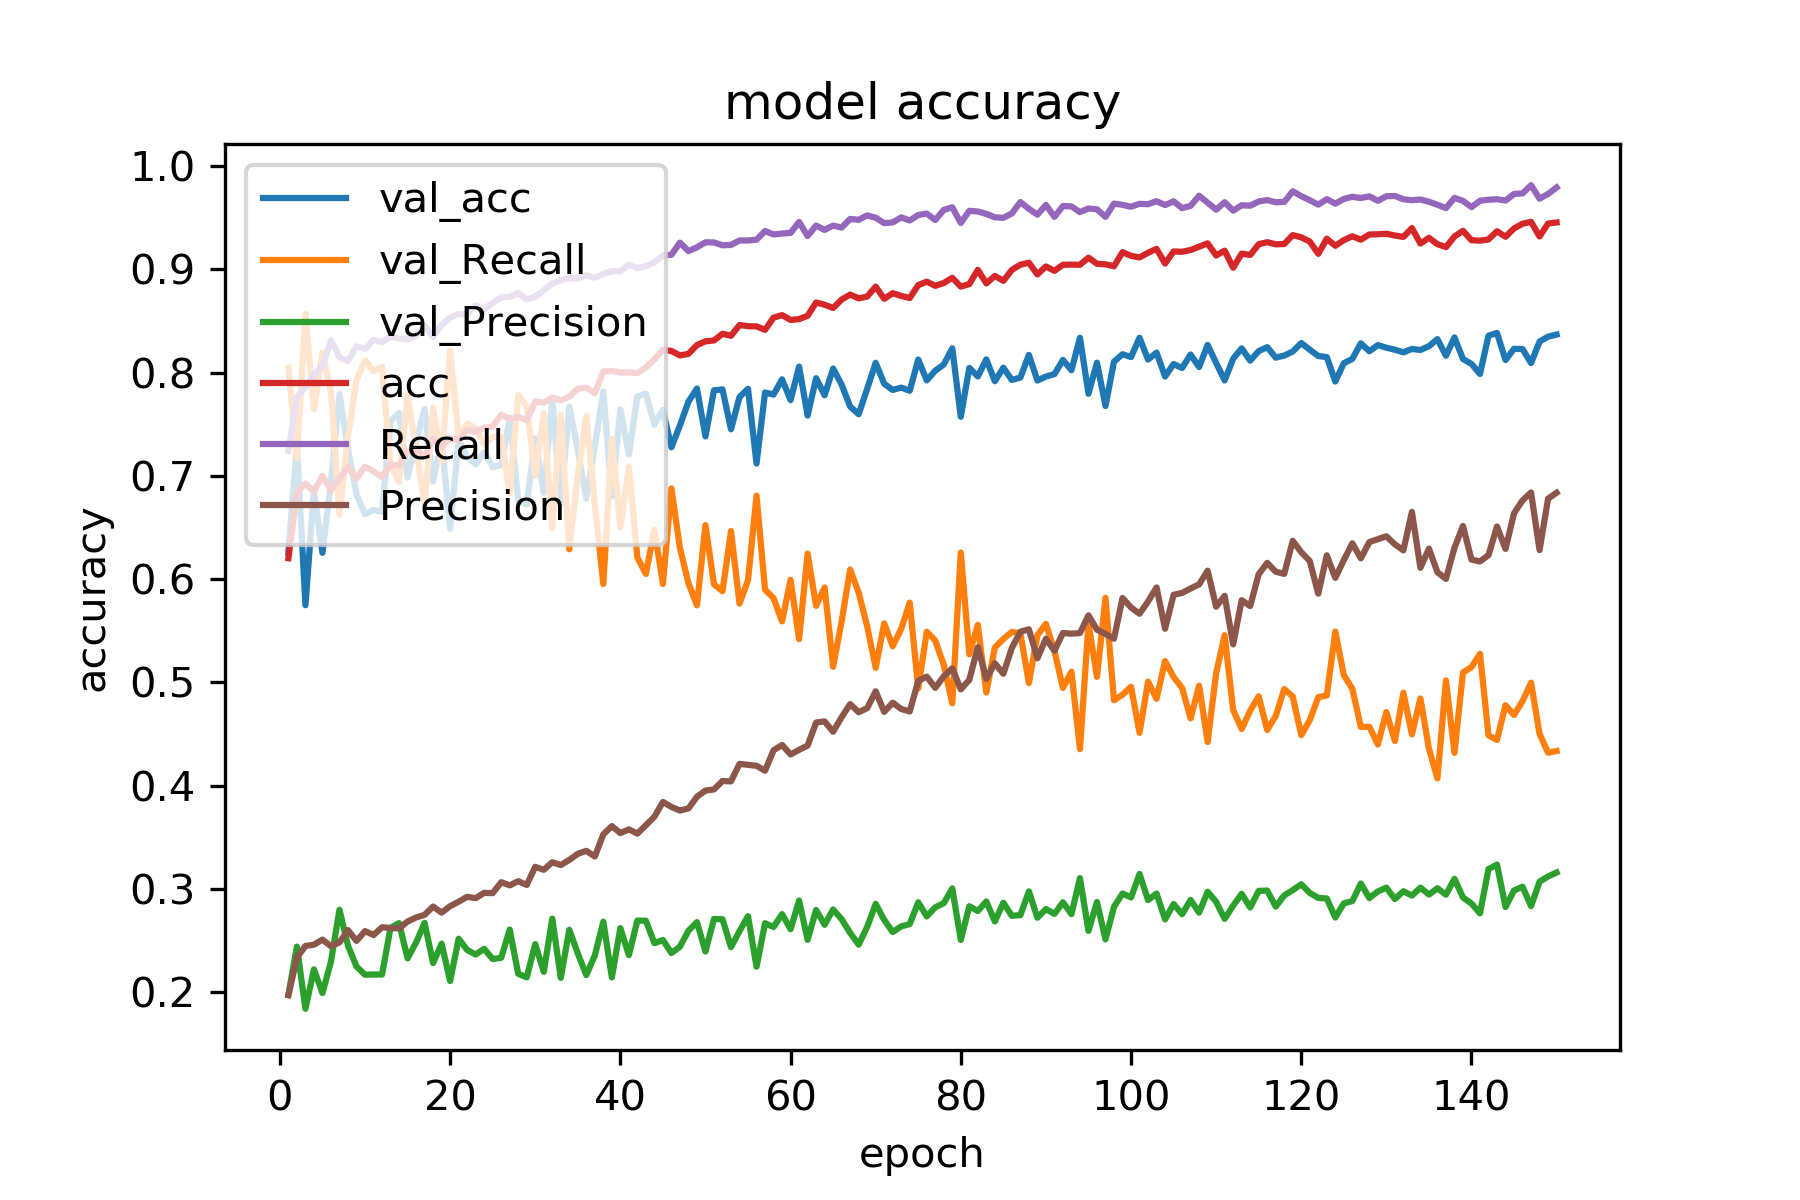 model accuracy
accuracy
1.0
0.9
0.8
0.7
0.6
0.5
0.4
0.3
0.2
val_acc
val_Recall
val_Precision
acc
Recall
Precision
0 20 40 60 80 100 120 140
epoch